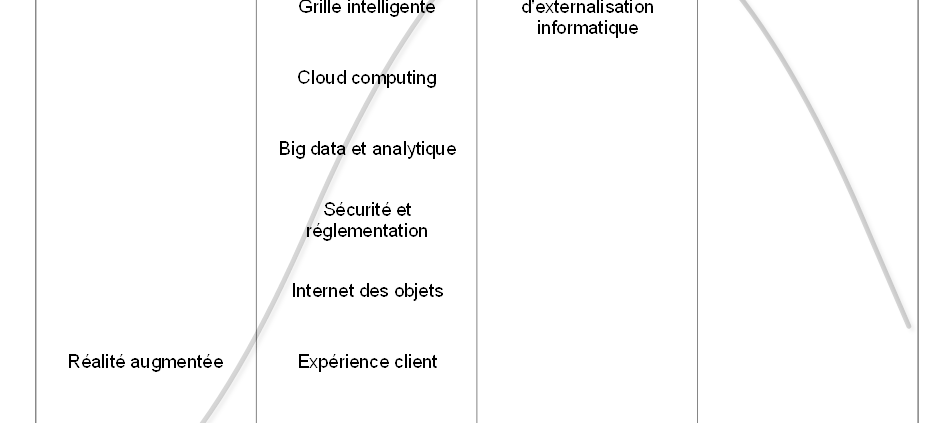 Grille intelligente
d'externalisation
informatique
Cloud computing
Big data et analytique
Sécurité et
réglementation
Internet des objets
Réalité augmentée
Expérience client